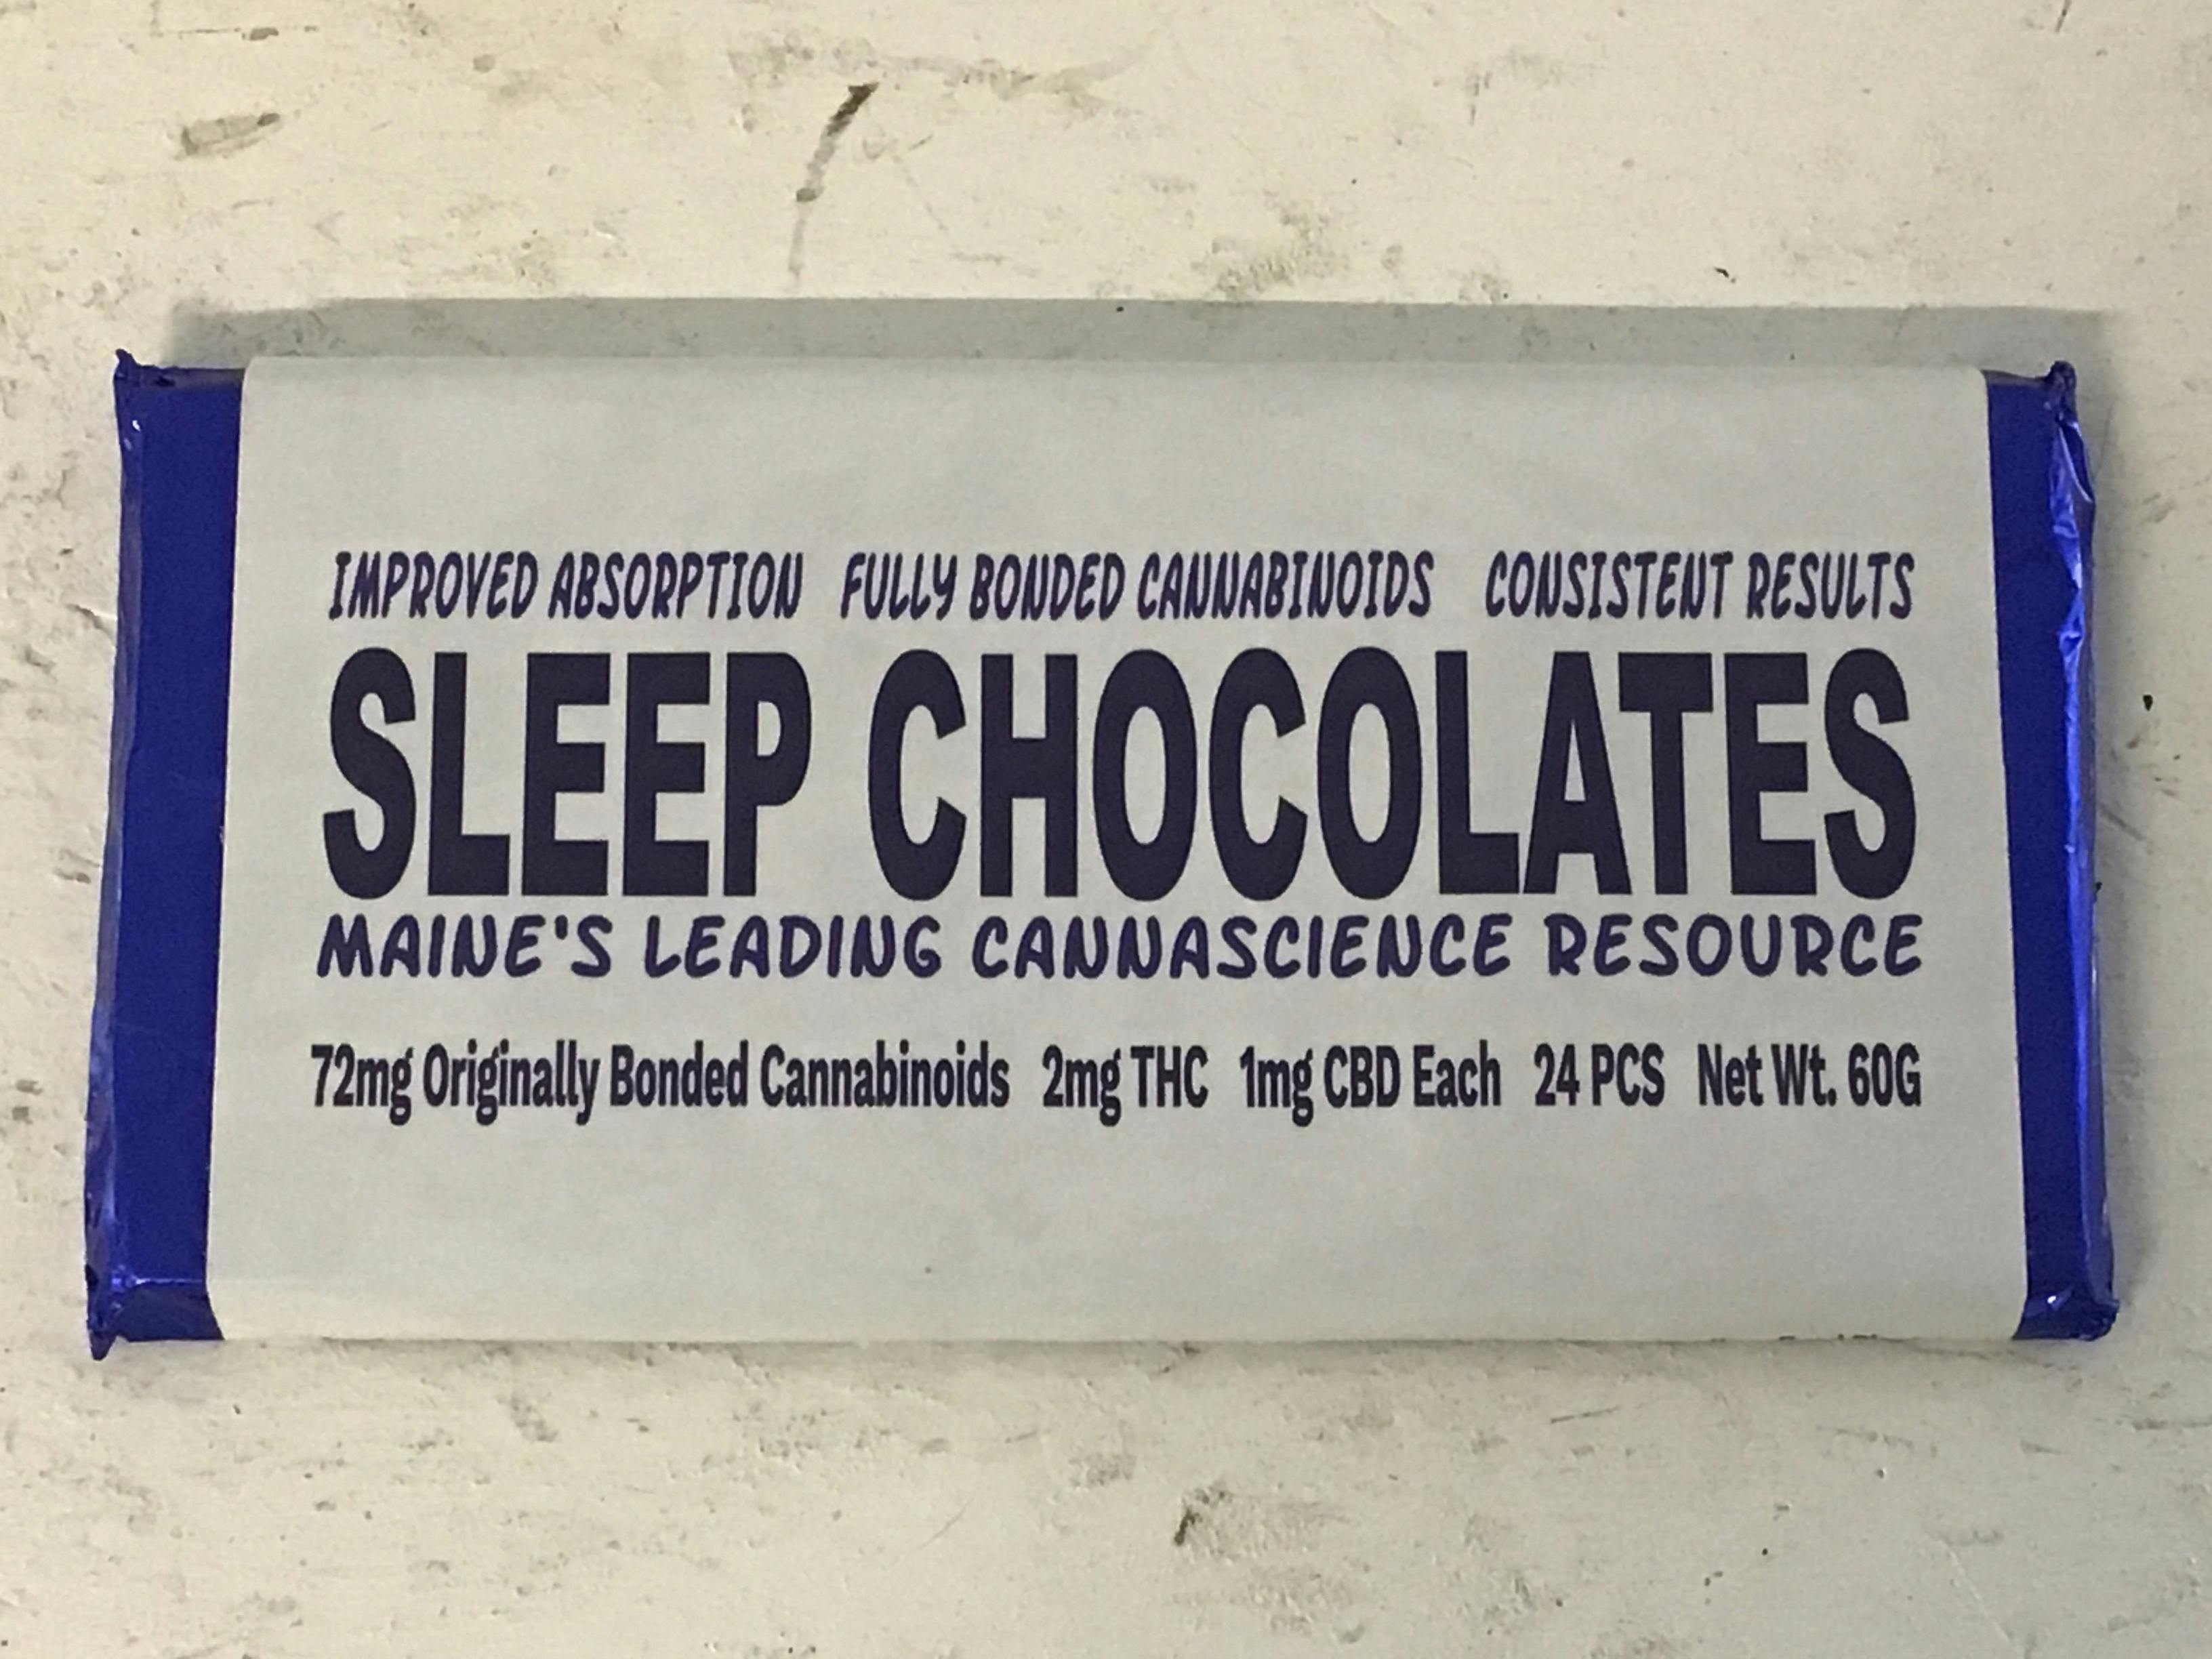 IMPROVED ABSORPTION FULLY BONDED CANNABINOIDS CONSISTENT RESULTS
SLEEP CHOCOLATES
MAINE'S LEADING CANNASCIENCE RESOURCE
72mg Originally Bonded Cannabinoids 2mg THC 1mg CBD Each 24 PCS Net Wt. 60G